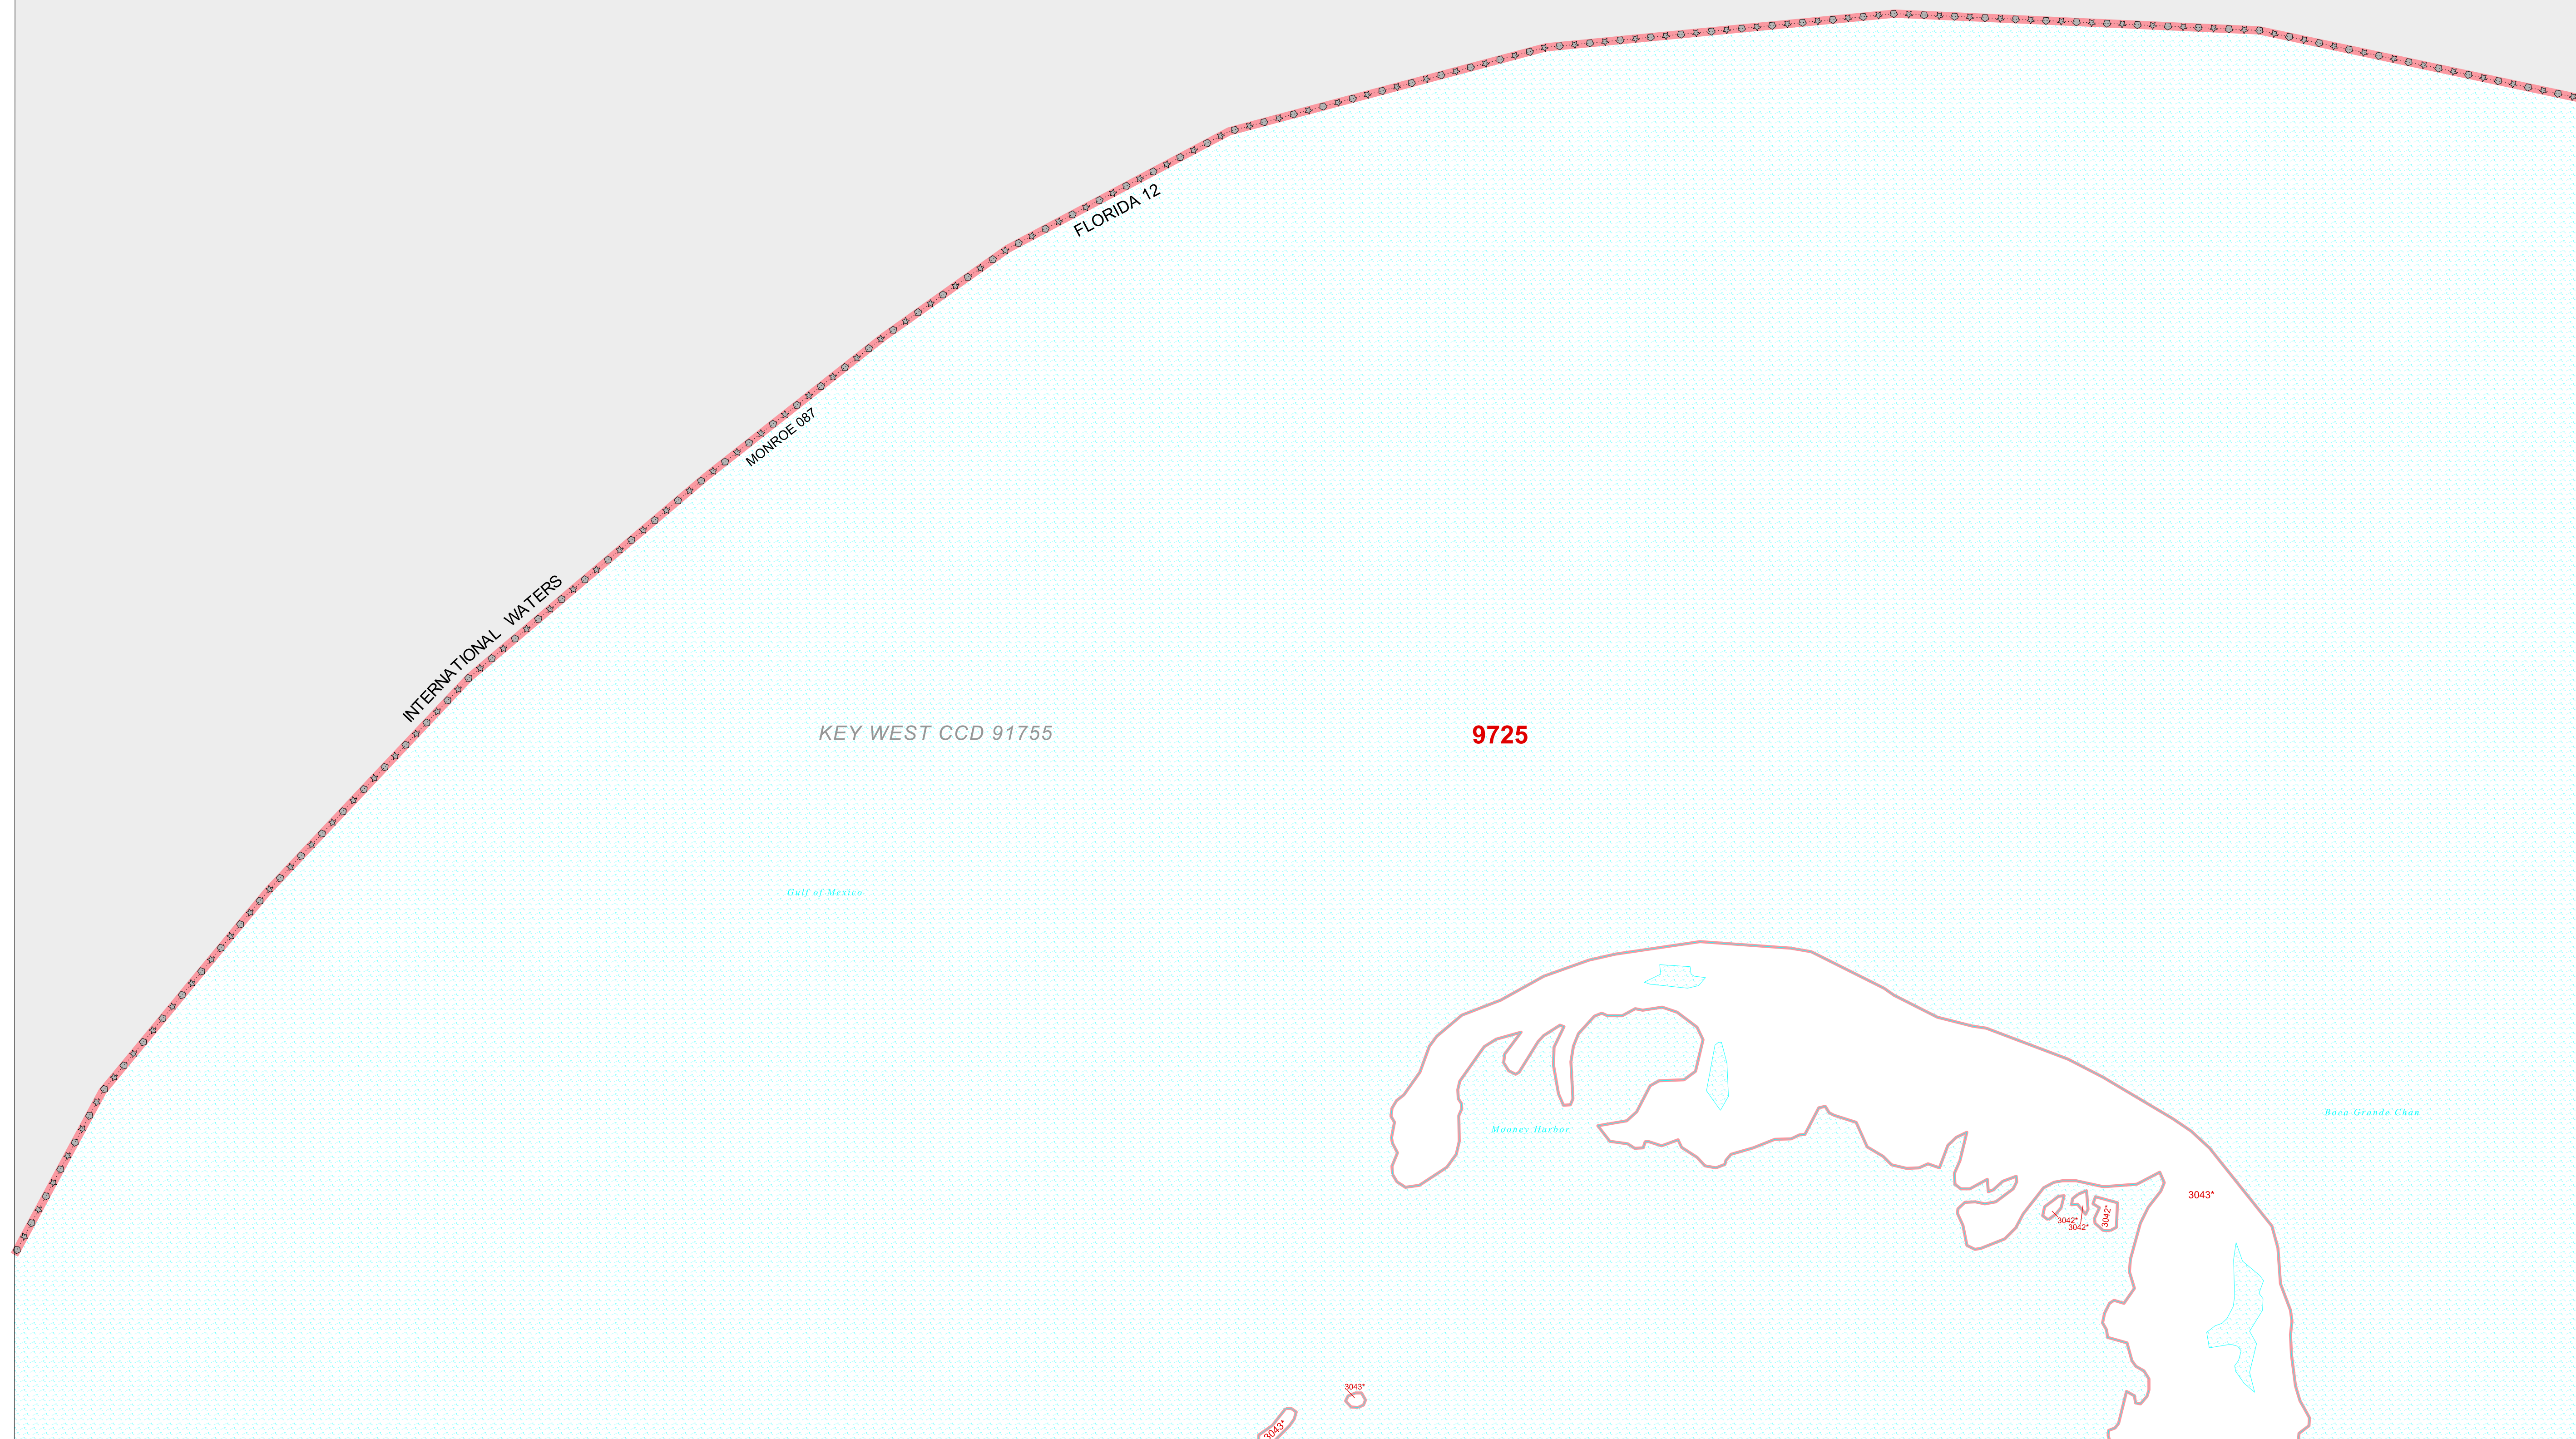 FLORIDA 12
MONROE 087
INTERNATIONAL WATERS
KEY WEST CCD 91755
9725
Gulf of Mexico
Boca Grande Chan
Mooney Harbor
3043*
3042*
3042*
3042*
3043*
3043*